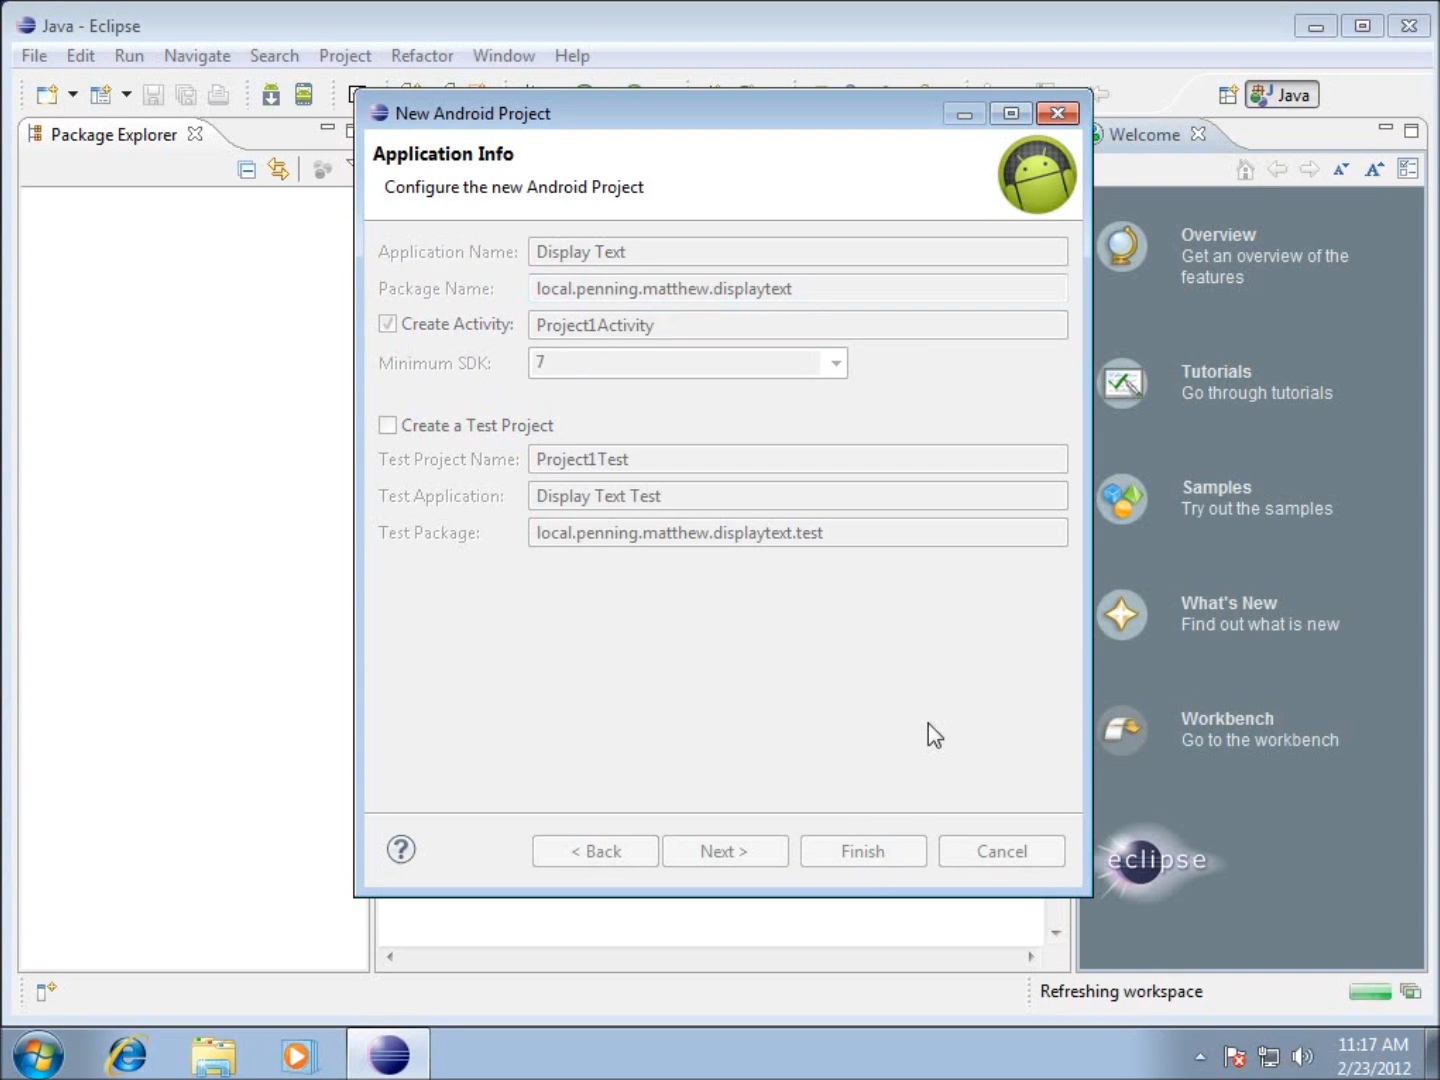 Java - Eclipse
File Edit Run Navigate Search Project Refactor Window Help
Java
Package Explorer
Welcome
New Android Project
Application Info
Configure the new Android Project
Application Name: Display Text
Package Name: local.penning.matthew.displaytext
Create Activity: Project1Activity
Minimum SDK: 7
Create a Test Project
Test Project Name: Project1Test
Test Application: Display Text Test
Test Package: local.penning.matthew.displaytext.test
< Back Next > Finish Cancel
Overview
Get an overview of the
features
Tutorials
Go through tutorials
Samples
Try out the samples
What's New
Find out what is new
Workbench
Go to the workbench
eclipse
Refreshing workspace
11:17 AM
2/23/2012